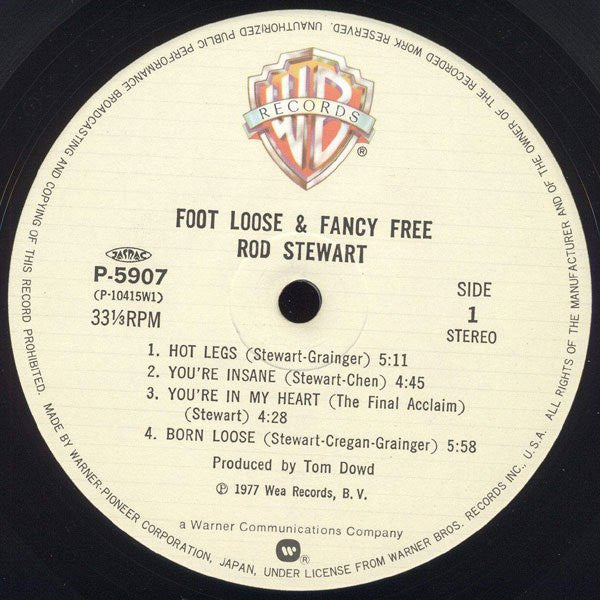 WB
RECORDS
®
FOOT LOOSE & FANCY FREE
ROD STEWART
JASRAC
P-5907
(P-10415W1)
33⅓RPM
SIDE
1
STEREO
1. HOT LEGS (Stewart-Grainger) 5:11
2. YOU'RE INSANE (Stewart-Chen) 4:45
3. YOU'RE IN MY HEART (The Final Acclaim)
(Stewart) 4:28
4. BORN LOOSE (Stewart-Cregan-Grainger) 5:58
Produced by Tom Dowd
Ⓟ 1977 Wea Records, B. V.
a Warner Communications Company
®
MADE BY WARNER-PIONEER CORPORATION, JAPAN, UNDER LICENSE FROM WARNER BROS. RECORDS INC., U.S.A. ALL RIGHTS OF THE MANUFACTURER AND OF THE OWNER OF THE RECORDED WORK RESERVED. UNAUTHORIZED PUBLIC PERFORMANCE BROADCASTING AND COPYING OF THIS RECORD PROHIBITED.